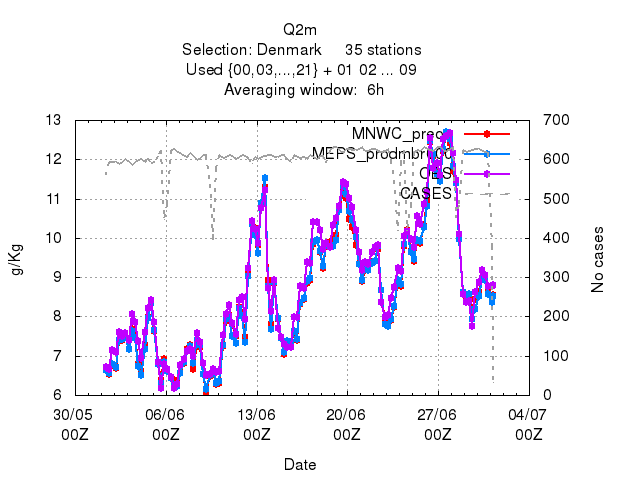 Q2m
Selection: Denmark 35 stations
Used {00,03,...,21} + 01 02 ... 09
Averaging window: 6h
13 700
MNWC_prec
12 600
MEPS_prodmbr000
OBS
11 500
CASES
10 400
9 300
8 200
7 100
6 0
g/Kg
No cases
30/05 06/06 13/06 20/06 27/06 04/07
00Z 00Z 00Z 00Z 00Z 00Z
Date